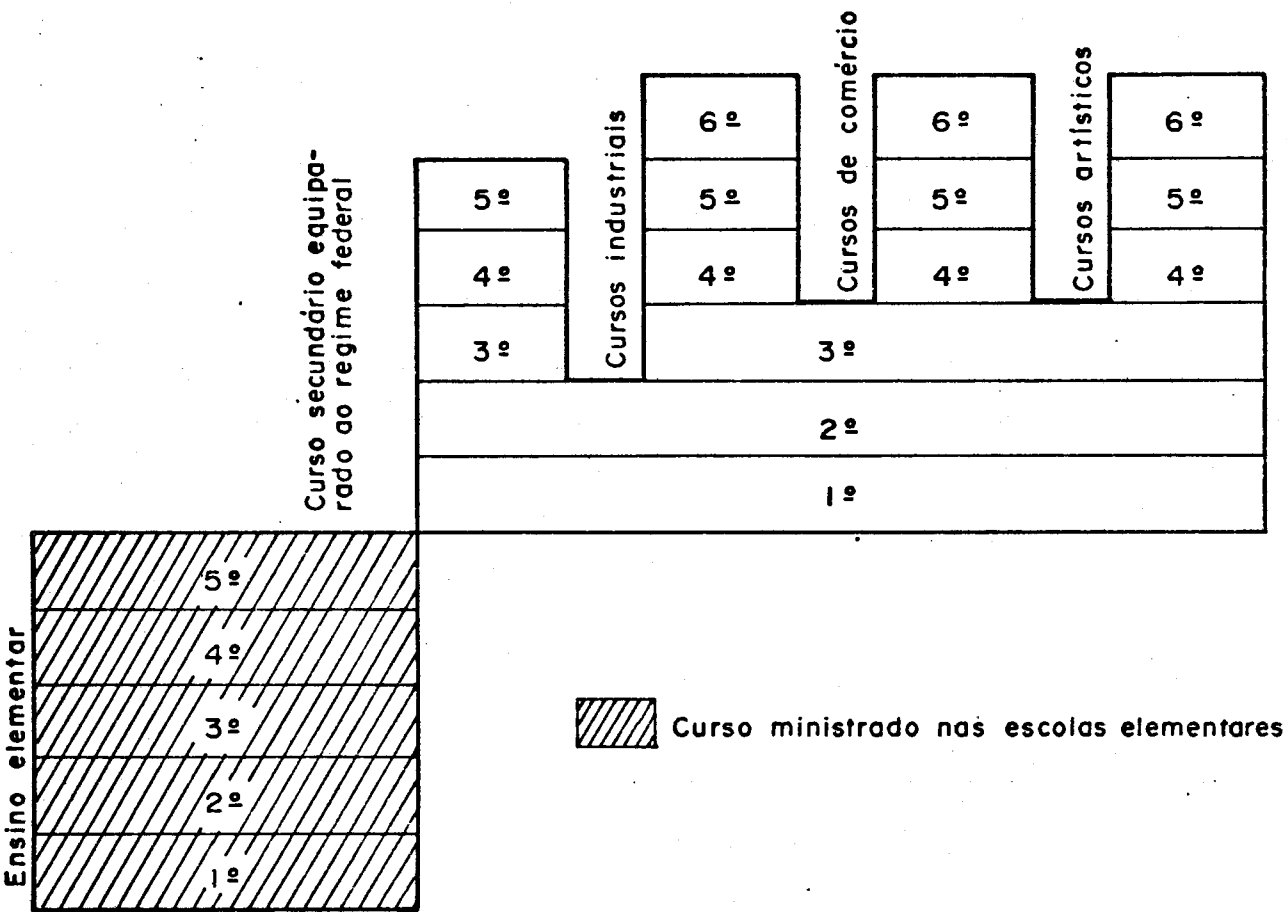 Curso secundário equipa-
rado ao regime federal
5º
4º
3º
Cursos industriais
6º
5º
4º
Cursos de comércio
6º
5º
4º
Cursos artísticos
6º
5º
4º
3º
2º
1º
Ensino elementar
5º
4º
3º
2º
1º
Curso ministrado nas escolas elementares